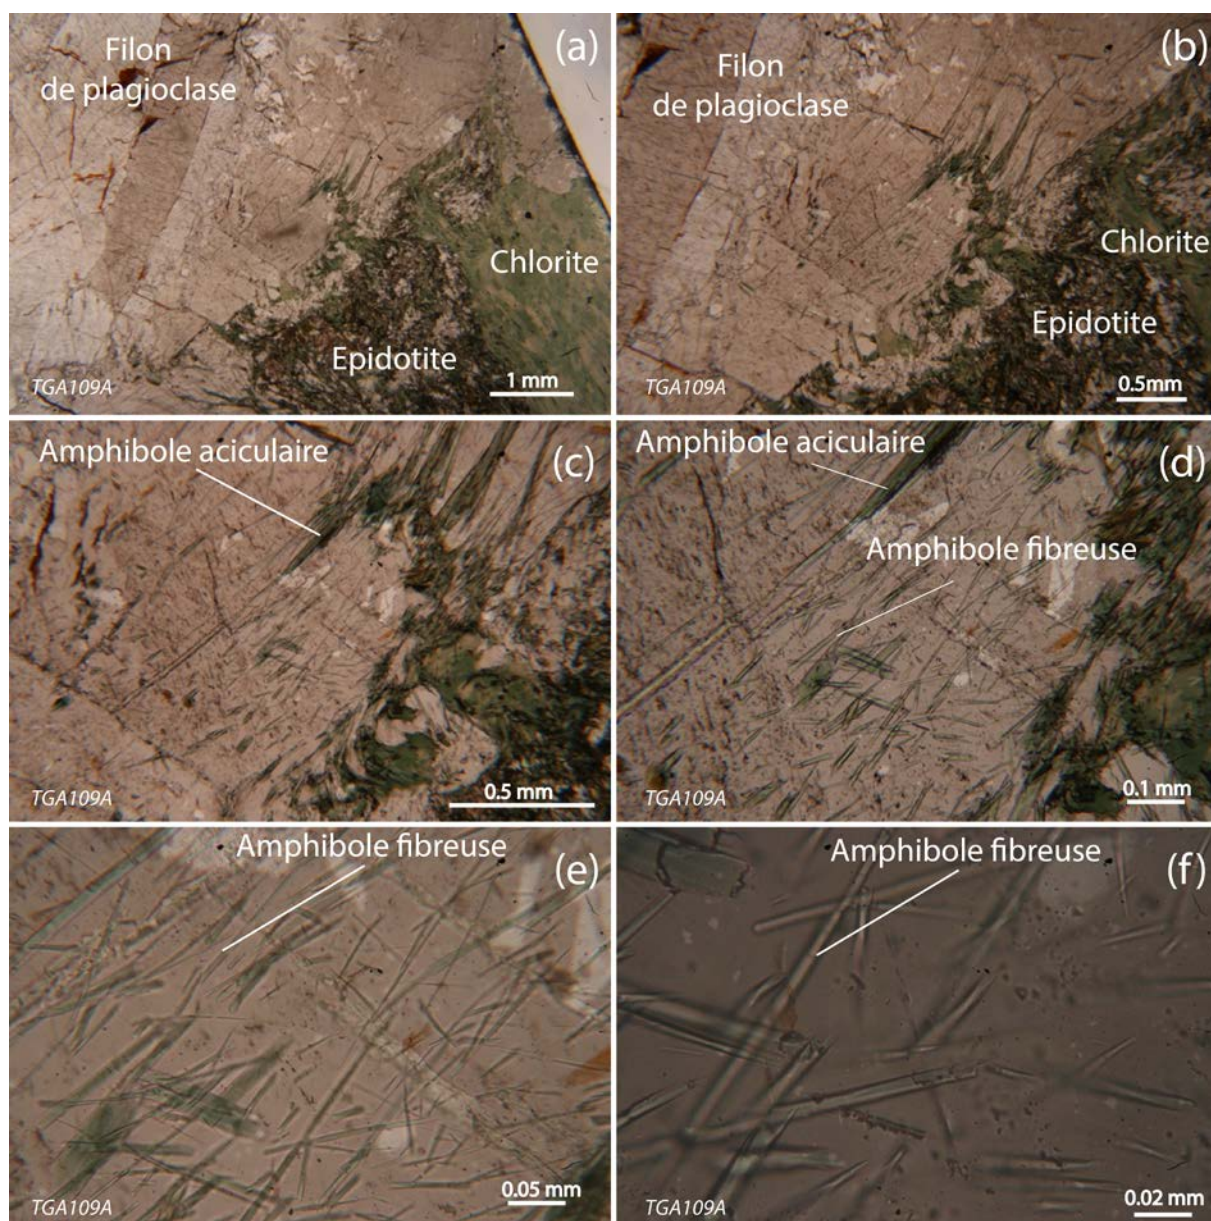 Filon
de plagioclase
(a)
Chlorite
Epidotite
TGA109A
1 mm
Filon
de plagioclase
(b)
Chlorite
Epidotite
TGA109A
0.5mm
Amphibole aciculaire
(c)
TGA109A
0.5 mm
Amphibole aciculaire
(d)
Amphibole fibreuse
TGA109A
0.1 mm
Amphibole fibreuse
(e)
TGA109A
0.05 mm
Amphibole fibreuse
(f)
TGA109A
0.02 mm